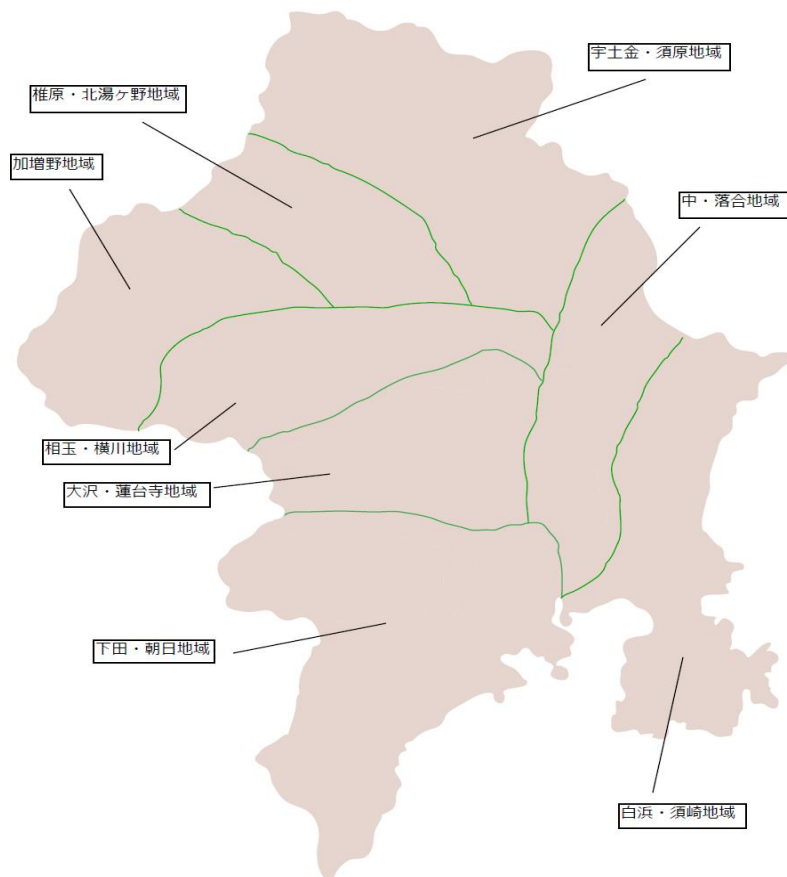 宇土金・須原地域
椎原・北湯ヶ野地域
加増野地域
中・落合地域
相玉・横川地域
大沢・蓮台寺地域
下田・朝日地域
白浜・須崎地域